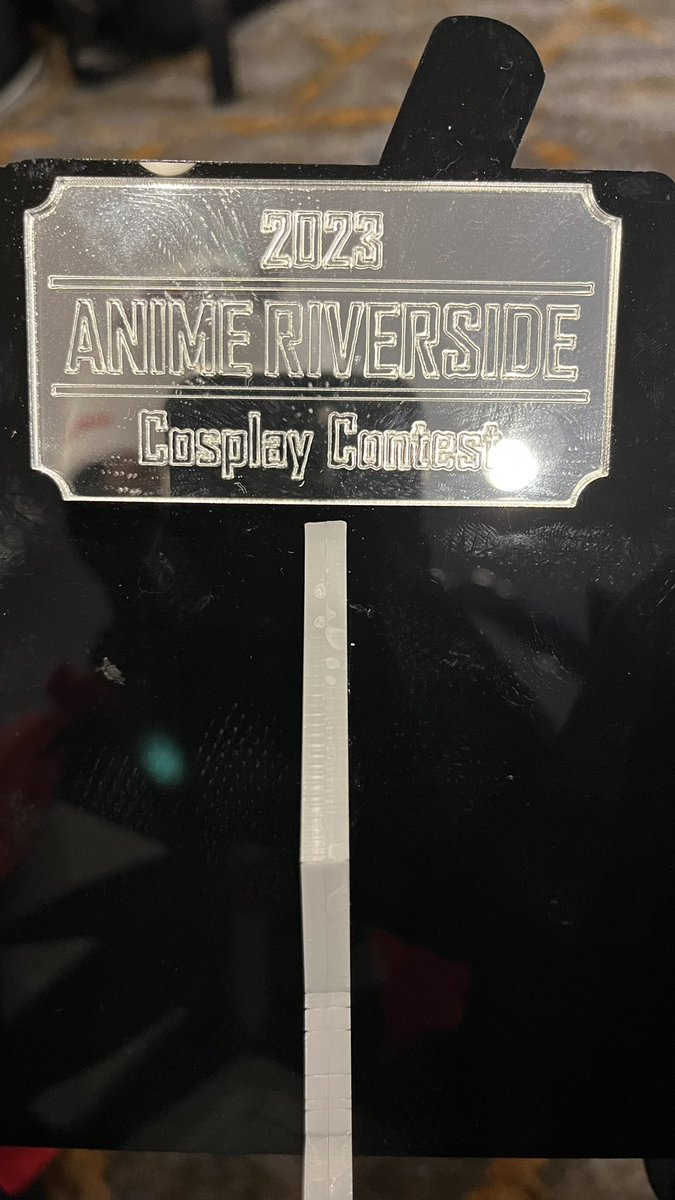 2023
ANIME RIVERSIDE
Cosplay Contest